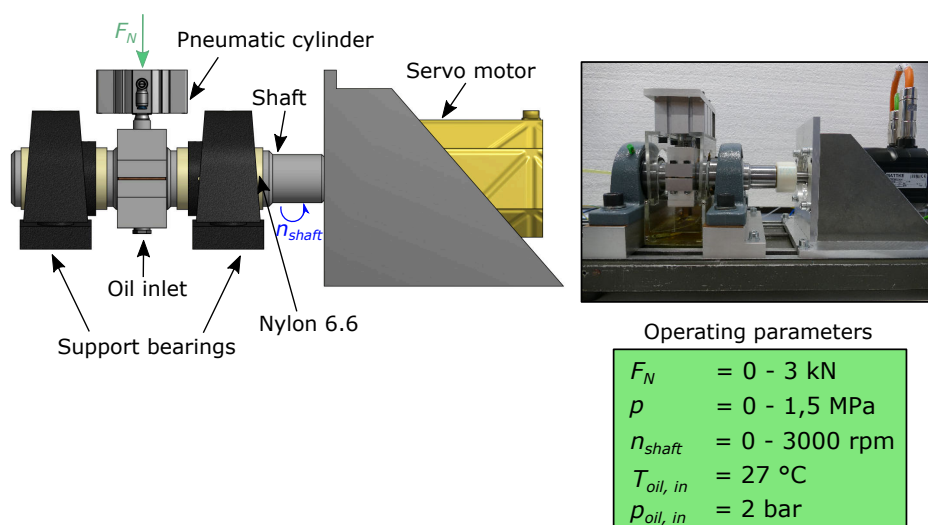 F_N
Pneumatic cylinder
Servo motor
Shaft
n_shaft
Oil inlet
Nylon 6.6
Support bearings
Operating parameters
F_N = 0 - 3 kN
p = 0 - 1,5 MPa
n_shaft = 0 - 3000 rpm
T_oil, in = 27 °C
p_oil, in = 2 bar